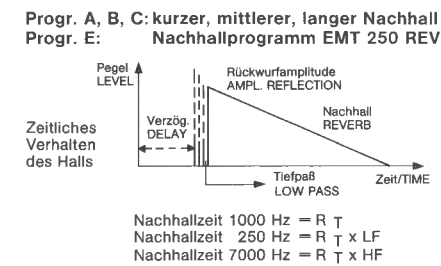 Progr. A, B, C: kurzer, mittlerer, langer Nachhall
Progr. E: Nachhallprogramm EMT 250 REV
Pegel
LEVEL
Rückwurfamplitude
AMPL. REFLECTION
Verzög.
DELAY
Nachhall
REVERB
Zeitliches
Verhalten
des Halls
Tiefpaß
LOW PASS
Zeit/TIME
Nachhallzeit 1000 Hz = R T
Nachhallzeit 250 Hz = R T x LF
Nachhallzeit 7000 Hz = R T x HF